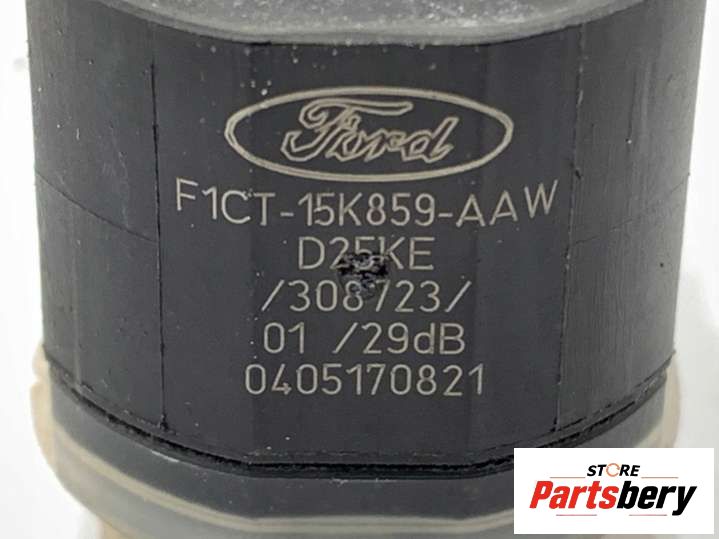 Ford
F1CT-15K859-AAW
D25KE
/308723/
01 /29dB
0405170821
STORE
Partsbery